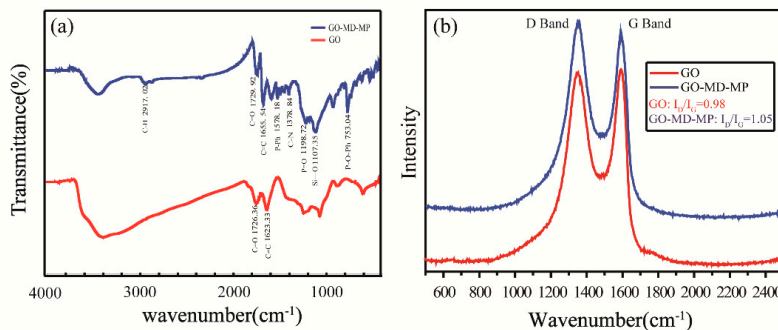 (a)
GO-MD-MP
GO
Transmittance(%)
C-H 2917. 02
C=O 1729. 92
C=C 1655. 51
P-Ph 1578. 18
C-N 1378. 84
P=O 1198.72
Si—O 1107.35
P-O-Ph 753.04
C=O 1726.36
C=C 1623.33
4000
3000
2000
1000
wavenumber(cm-1)
(b)
D Band
G Band
GO
GO-MD-MP
GO: ID/IG=0.98
GO-MD-MP: ID/IG=1.05
Intensity
600
800
1000
1200
1400
1600
1800
2000
2200
2400
Wavenumber(cm-1)